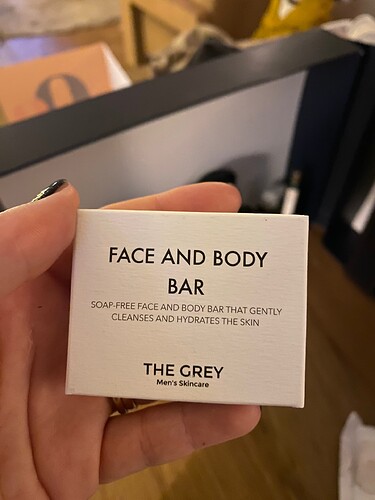 FACE AND BODY
BAR
SOAP-FREE FACE AND BODY BAR THAT GENTLY
CLEANSES AND HYDRATES THE SKIN
THE GREY
Men's Skincare